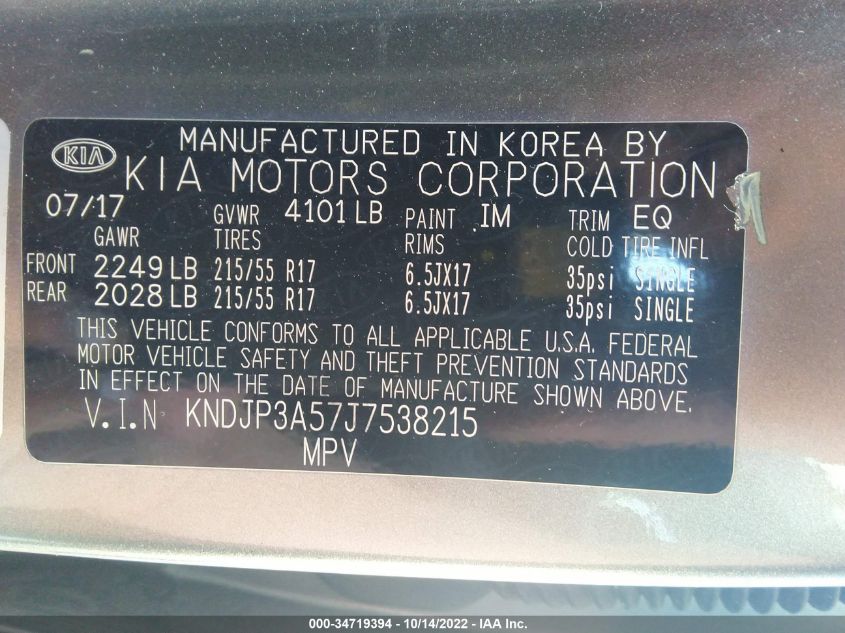 KIA
MANUFACTURED IN KOREA BY
KIA MOTORS CORPORATION
07/17 GVWR 4101 LB PAINT IM TRIM EQ
GAWR TIRES RIMS COLD TIRE INFL
FRONT 2249 LB 215/55 R17 6.5JX17 35psi SINGLE
REAR 2028 LB 215/55 R17 6.5JX17 35psi SINGLE
THIS VEHICLE CONFORMS TO ALL APPLICABLE U.S.A. FEDERAL
MOTOR VEHICLE SAFETY AND THEFT PREVENTION STANDARDS
IN EFFECT ON THE DATE OF MANUFACTURE SHOWN ABOVE.
V.I.N KNDJP3A57J7538215
MPV
000-34719394 - 10/14/2022 - IAA Inc.